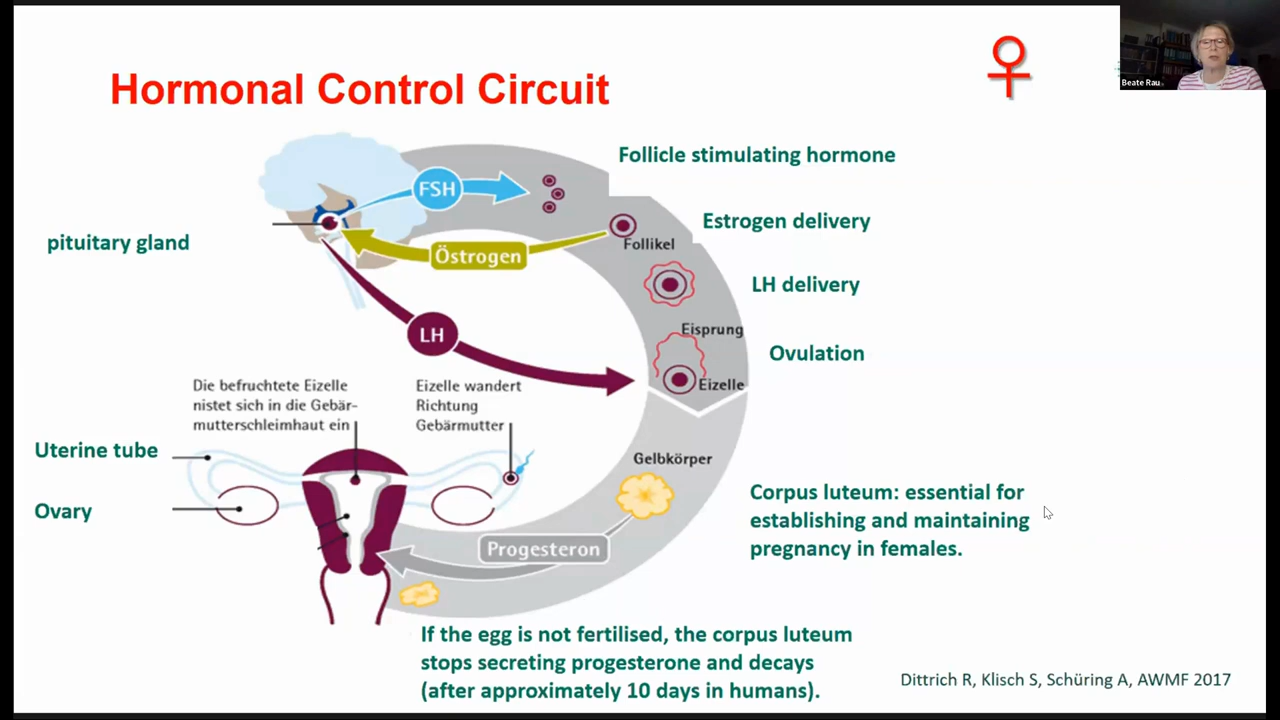 Hormonal Control Circuit
Beate Rau
Follicle stimulating hormone
FSH
Estrogen delivery
pituitary gland
Östrogen
Follikel
LH delivery
LH
Eisprung
Ovulation
Eizelle
Die befruchtete Eizelle
nistet sich in die Gebär-
mutterschleimhaut ein
Eizelle wandert
Richtung
Gebärmutter
Uterine tube
Ovary
Gelbkörper
Corpus luteum: essential for
establishing and maintaining
pregnancy in females.
Progesteron
If the egg is not fertilised, the corpus luteum
stops secreting progesterone and decays
(after approximately 10 days in humans).
Dittrich R, Klisch S, Schüring A, AWMF 2017